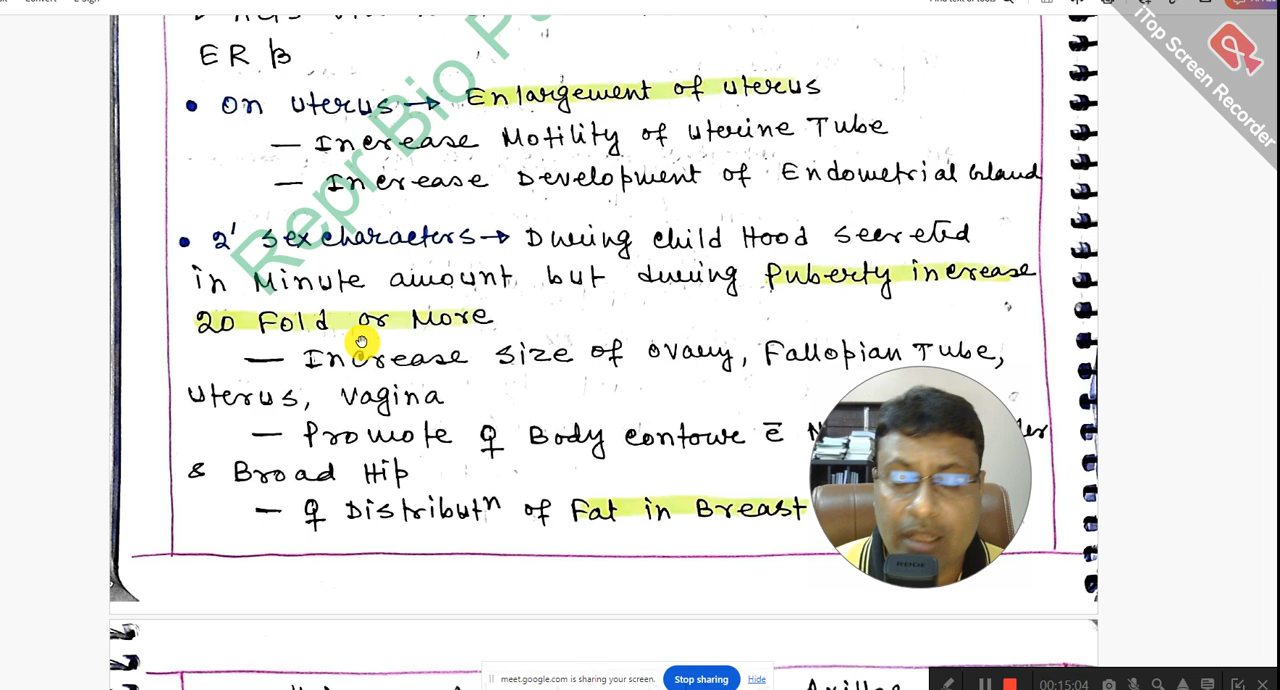 iTop Screen Recorder
ER β
Repr Bio
• On uterus → Enlargement of uterus
— Increase Motility of uterine Tube
— Increase Development of Endometrial Gland
• 2' sex characters → During child Hood secreted
in Minute amount but during Puberty increase
20 Fold or More
— Increase size of ovary, Fallopian Tube,
uterus, vagina
— Promote ♀ Body contour c̄
& Broad Hip
— ♀ Distributⁿ of Fat in Breast
RODE
meet.google.com is sharing your screen. Stop sharing Hide
00:15:04